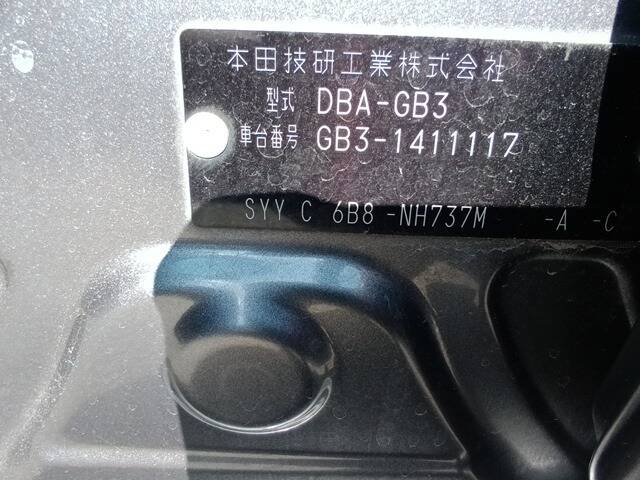 本田技研工業株式会社
型式 DBA-GB3
車台番号 GB3-1411117
SYY C 6B8 -NH737M -A -C